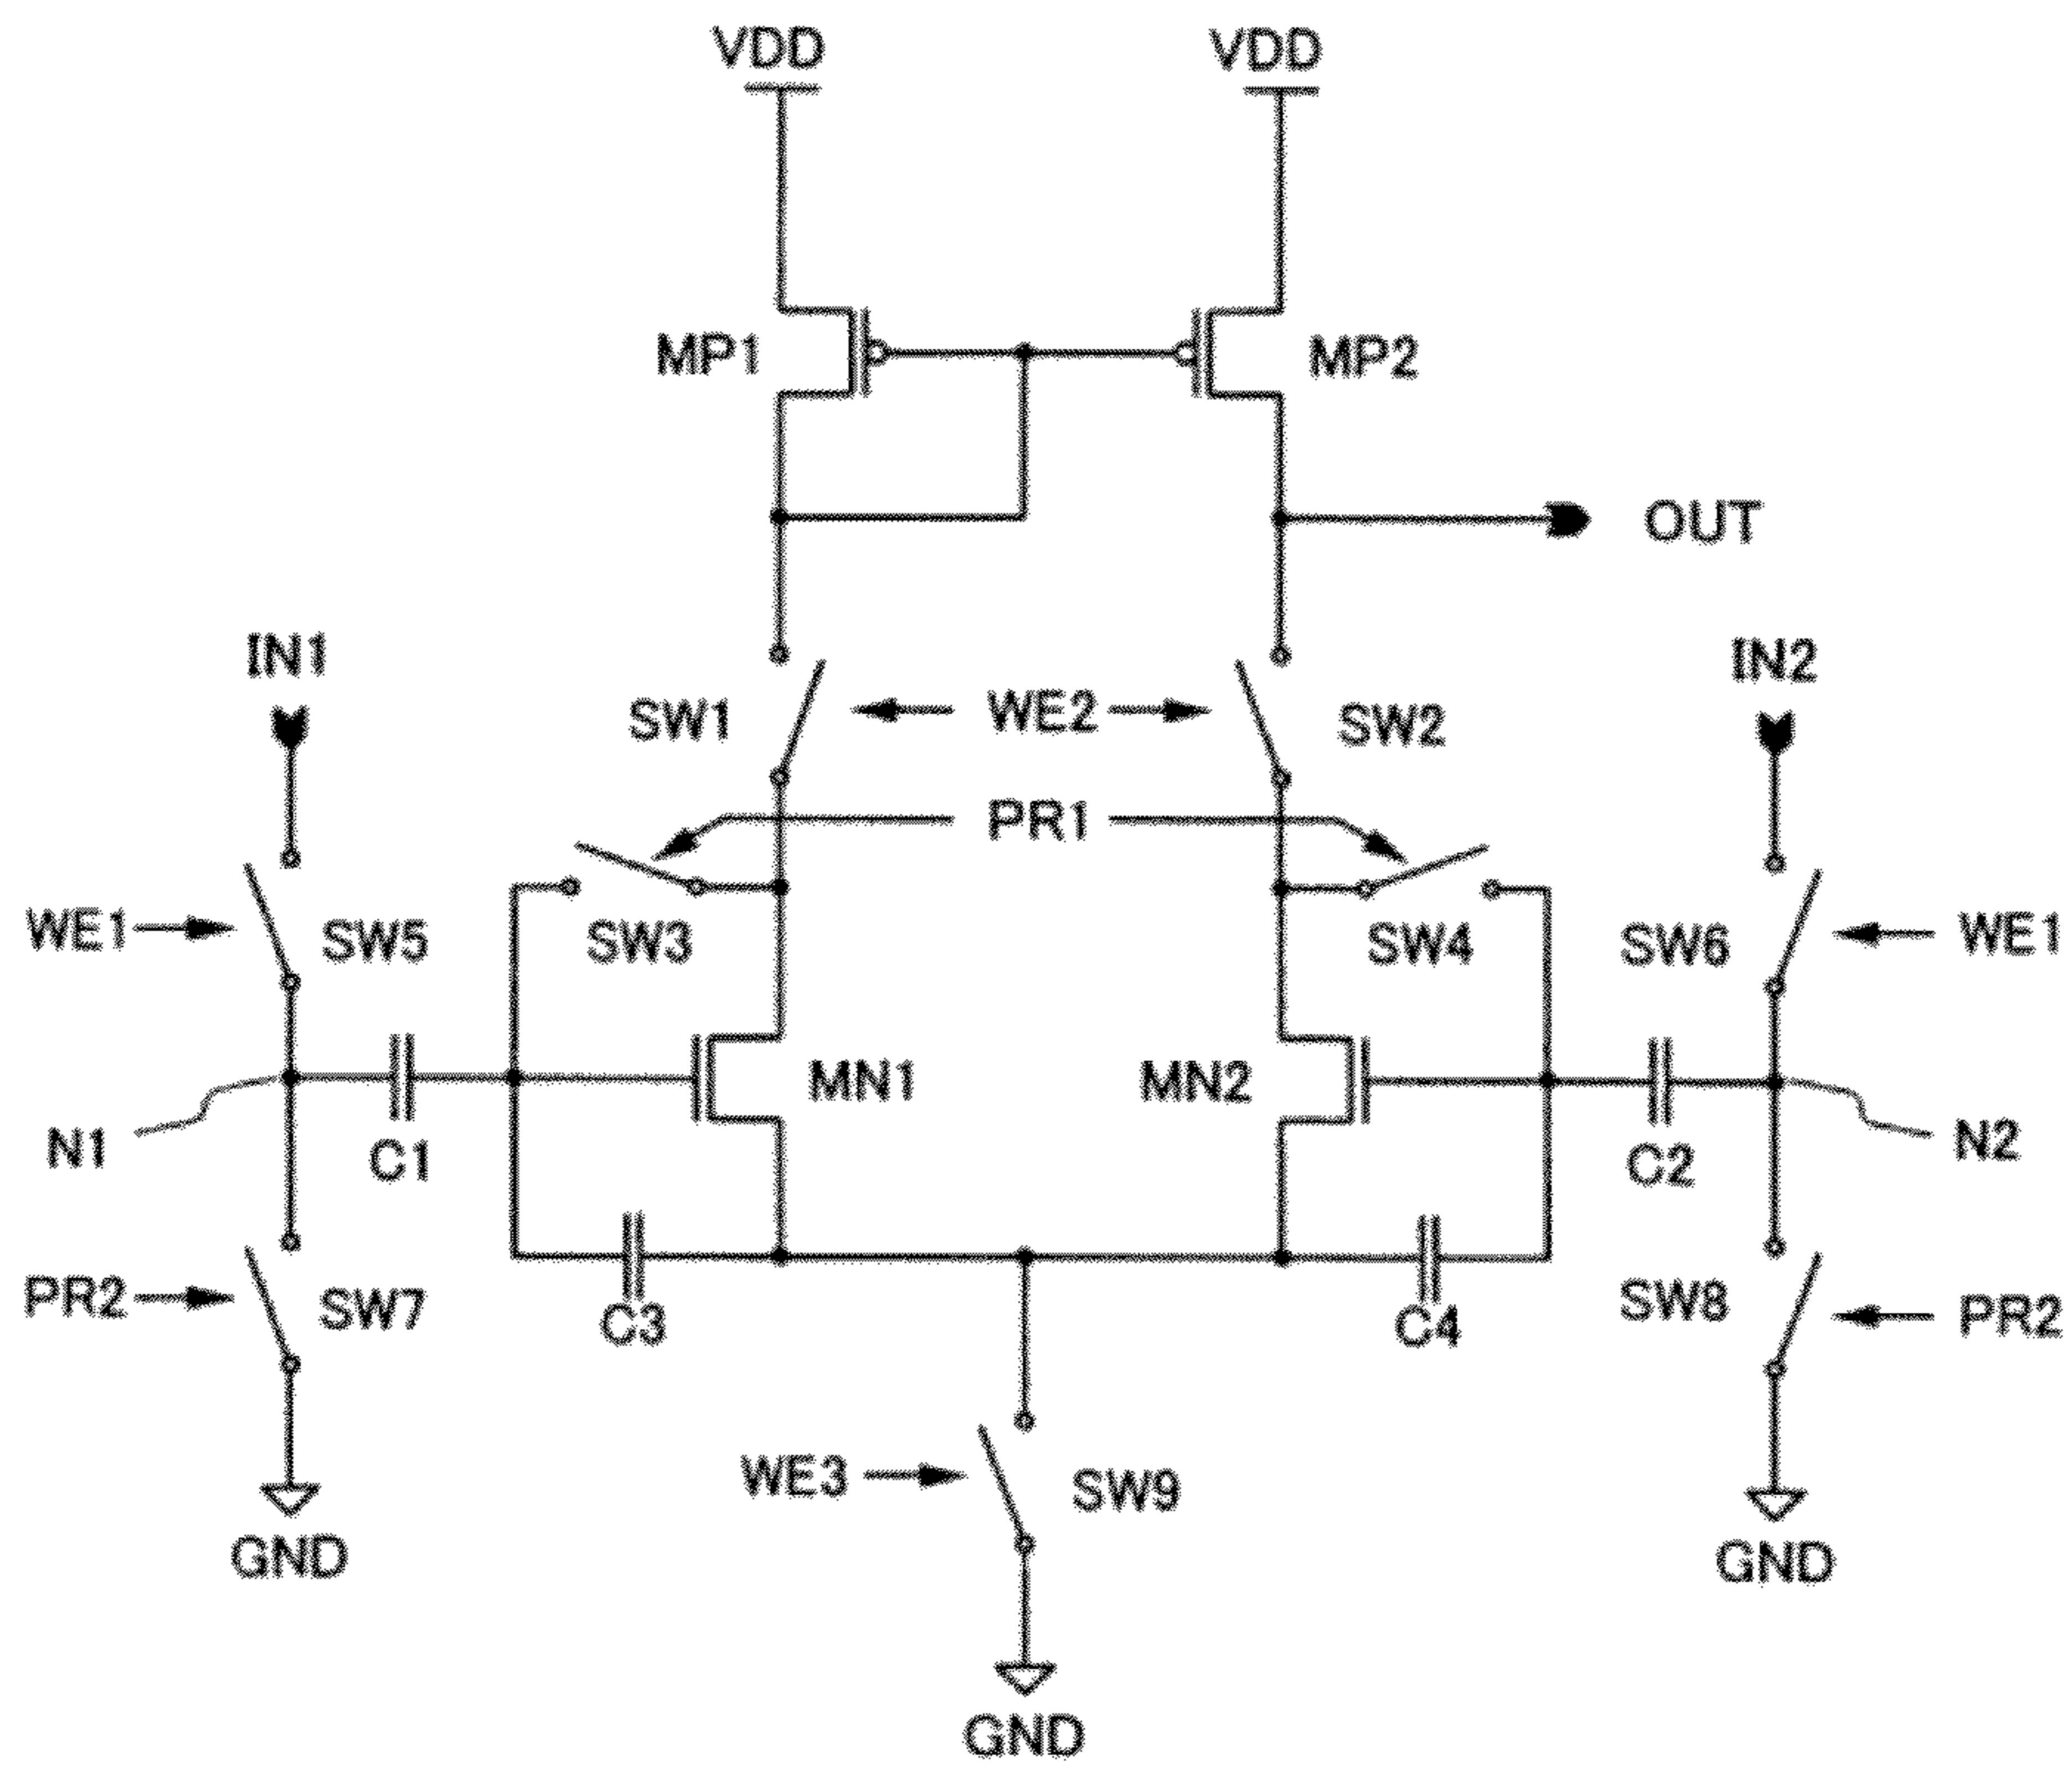 VDD VDD
MP1 MP2
OUT
IN1 IN2
SW1 WE2 SW2
PR1
WE1 SW5 SW3 SW4 SW6 WE1
MN1 MN2
N1 C1 C2 N2
PR2 SW7 C3 C4 SW8 PR2
WE3 SW9
GND GND
GND